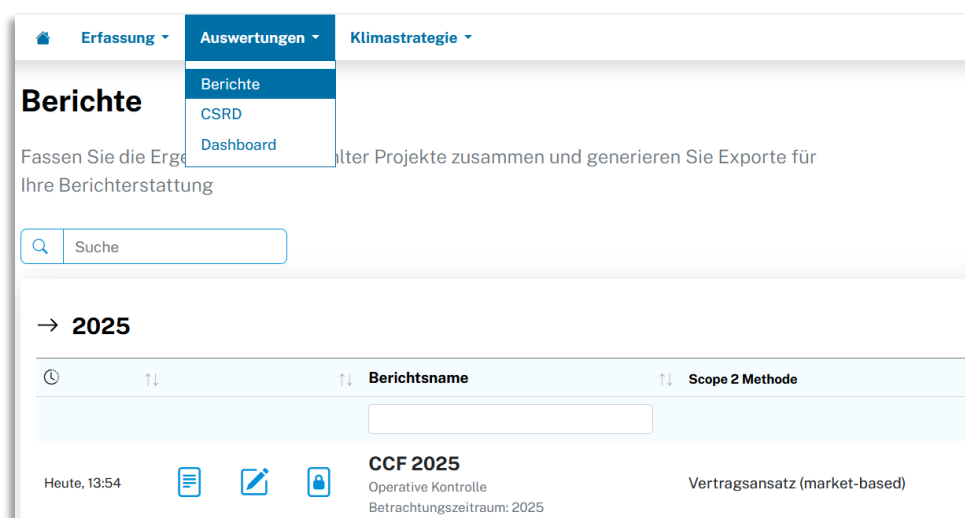 Erfassung Auswertungen Klimastrategie
Berichte
CSRD
Dashboard
Berichte
Fassen Sie die Erge lter Projekte zusammen und generieren Sie Exporte für
Ihre Berichterstattung
Suche
→ 2025
Berichtsname Scope 2 Methode
CCF 2025
Heute, 13:54 Operative Kontrolle Vertragsansatz (market-based)
Betrachtungszeitraum: 2025